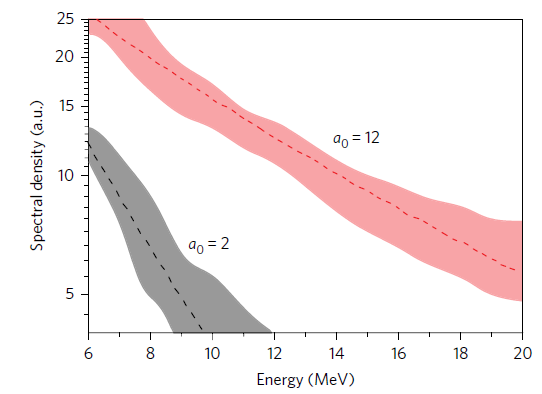 25
20
15
10
5
Spectral density (a.u.)
a₀ = 12
a₀ = 2
6 8 10 12 14 16 18 20
Energy (MeV)